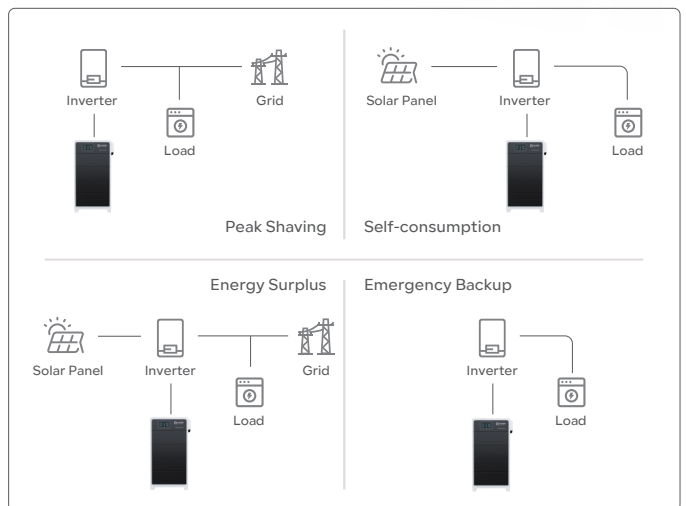 Inverter
Grid
Load
Peak Shaving
Solar Panel
Inverter
Load
Self-consumption
Energy Surplus
Solar Panel
Inverter
Grid
Load
Emergency Backup
Inverter
Load